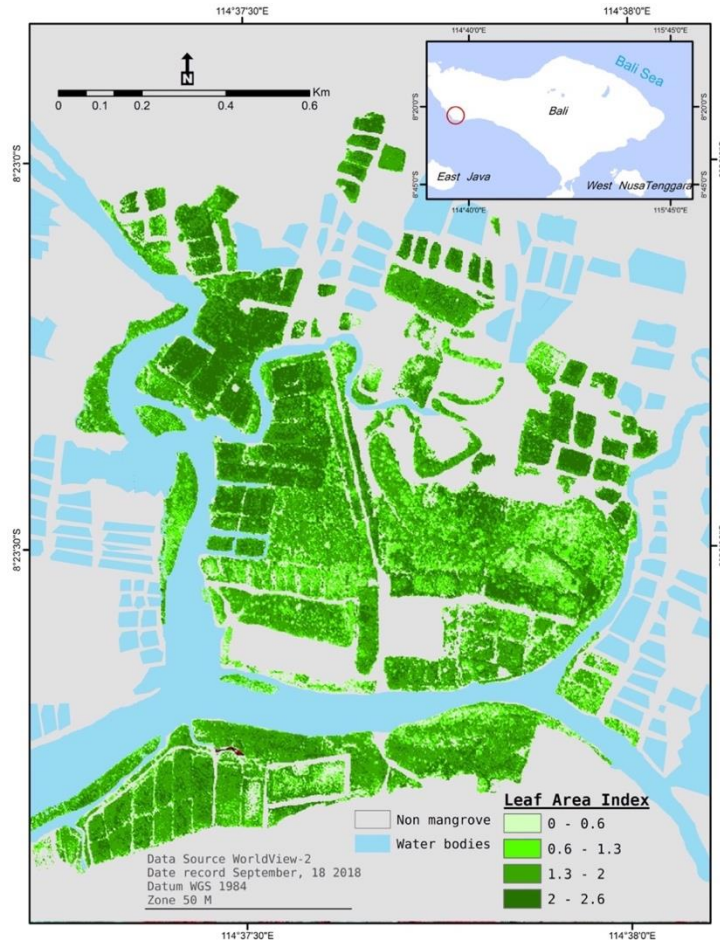 114°37'30"E
114°38'0"E
N
Km
0
0.2
0.4
0.6
114°40'0"E
115°45'0"E
Bali Sea
8°20'0"S
8°20'0"S
Bali
East Java
West NusaTenggara
8°45'0"S
8°45'0"S
114°40'0"E
115°45'0"E
8°23'0"S
8°23'30"S
Leaf Area Index
Non mangrove
Water bodies
0 - 0.6
0.6 - 1.3
1.3 - 2
2 - 2.6
Data Source WorldView-2
Date record September, 18 2018
Datum WGS 1984
Zone 50 M
114°37'30"E
114°38'0"E